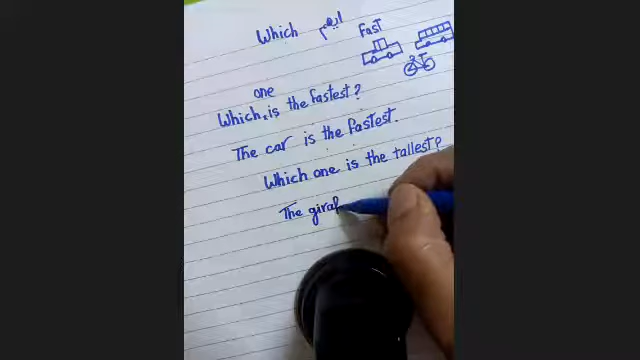 Which ايهم
FAST
one
Which is the fastest?
The car is the fastest.
Which one is the tallest?
The giraf